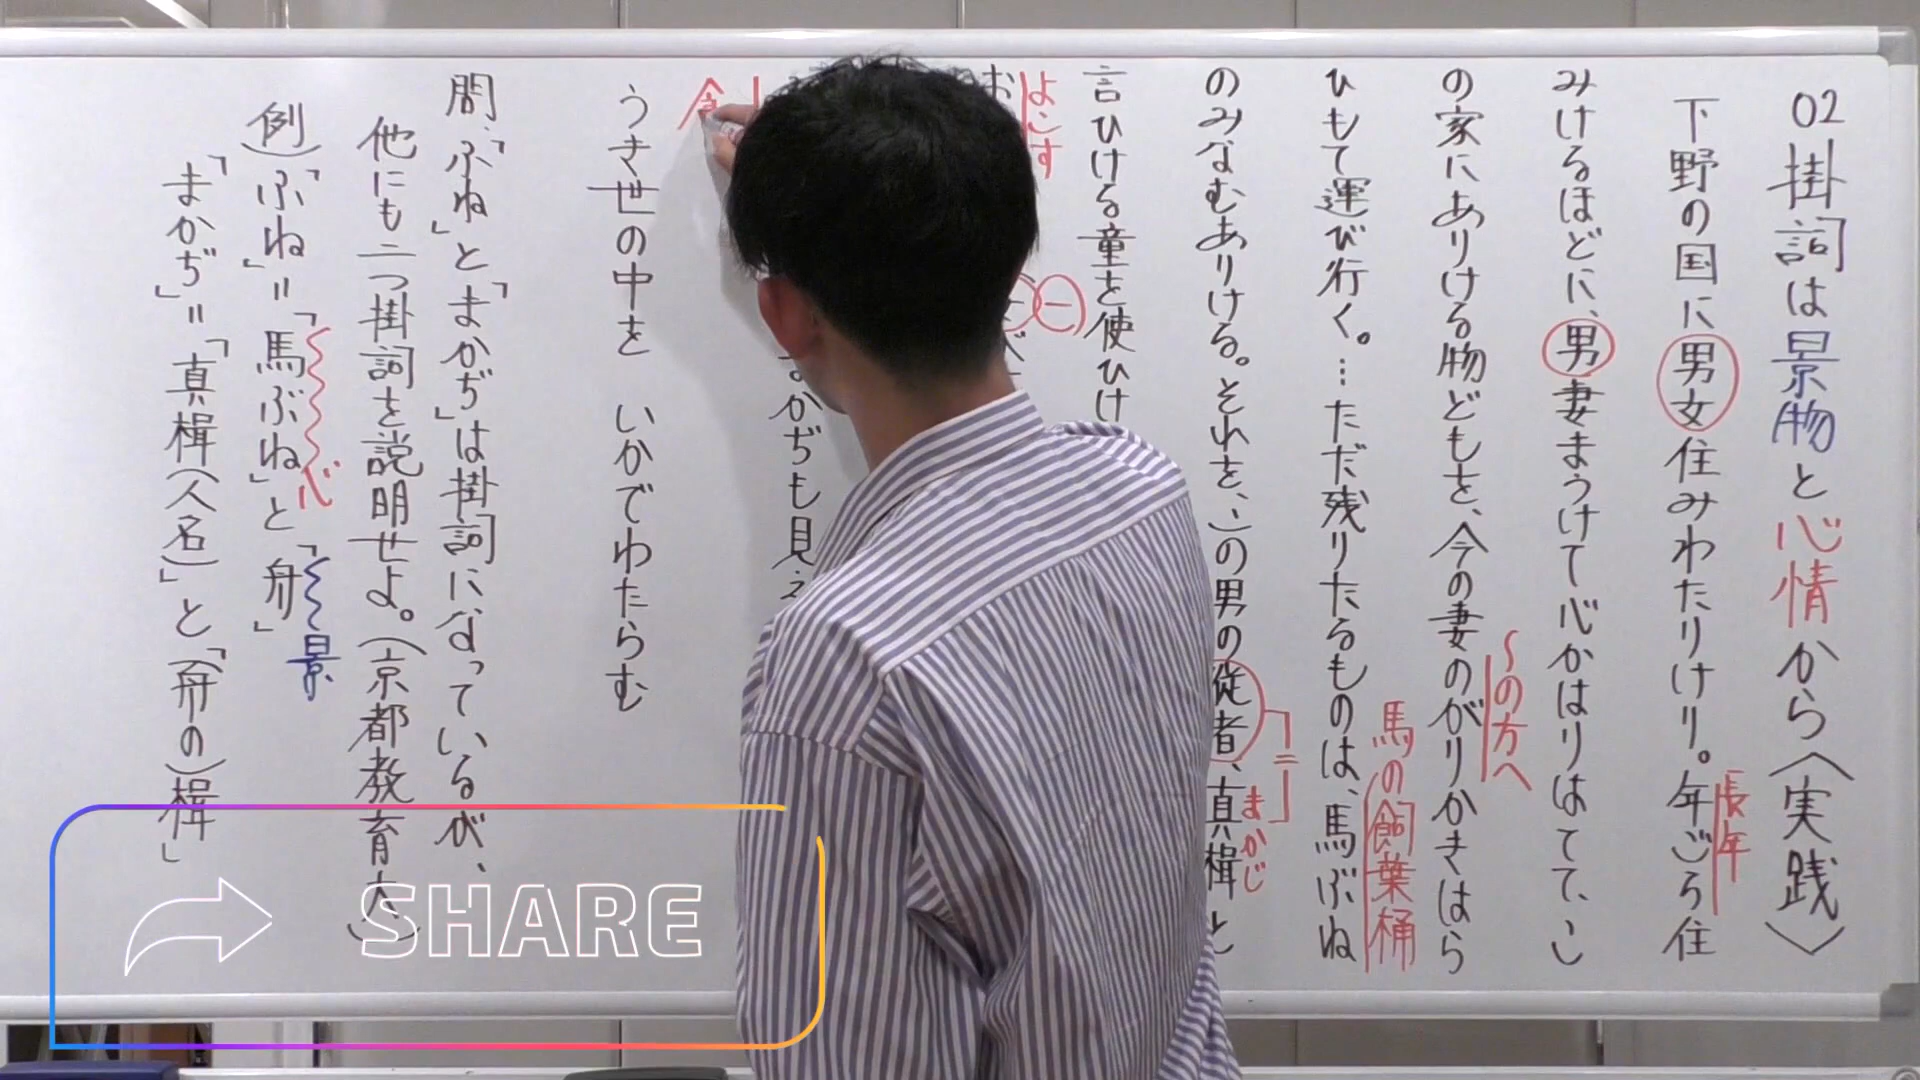 02掛詞は景物と心情から〈実践〉
下野の国に男女住みわたりけり。年ごろ住
長年
みけるほどに、男妻まうけて心かはりはてて、こ
の家にありける物どもを、今の妻のがりかきはら
〜の方へ
ひもて運び行く。…ただ残りたるものは、馬ぶね
馬の飼葉桶
のみなむありける。それを、この男の従者、真楫と
=
まかじ
言ひける童を使ひけ
よこす
お
一
まかぢも見え
うき世の中を いかでわたらむ
問、「ふね」と「まかぢ」は掛詞になっているが、
他にも二つ掛詞を説明せよ。(京都教育大)
例)「ふね」=「馬ぶね」と「舟」
心
景
「まかぢ」=「真楫(人名)」と「(舟の)楫」
SHARE